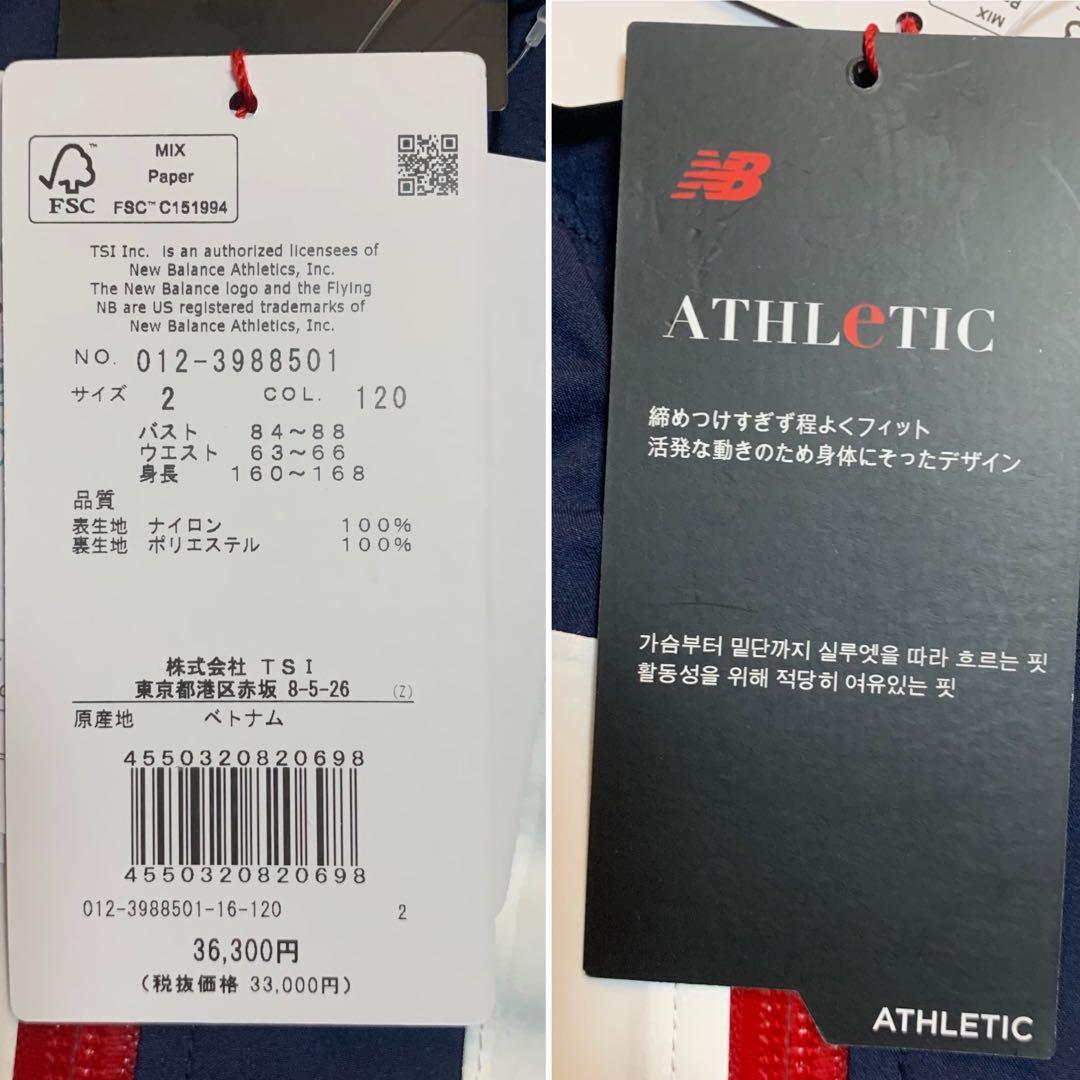 MIX
Paper
FSC™ C151994
FSC
TSI Inc. is an authorized licensees of
New Balance Athletics, Inc.
The New Balance logo and the Flying
NB are US registered trademarks of
New Balance Athletics, Inc.
NO. 012-3988501
サイズ 2 COL. 120
バスト 84～88
ウエスト 63～66
身長 160～168
品質
表生地 ナイロン 100%
裏生地 ポリエステル 100%
株式会社 TSI
東京都港区赤坂 8-5-26 (Z)
原産地 ベトナム
4550320820698
4550320820698
012-3988501-16-120 2
36,300円
(税抜価格 33,000円)
MIX
NB
ATHLeTIC
締めつけすぎず程よくフィット
活発な動きのため身体にそったデザイン
가슴부터 밑단까지 실루엣을 따라 흐르는 핏
활동성을 위해 적당히 여유있는 핏
ATHLETIC